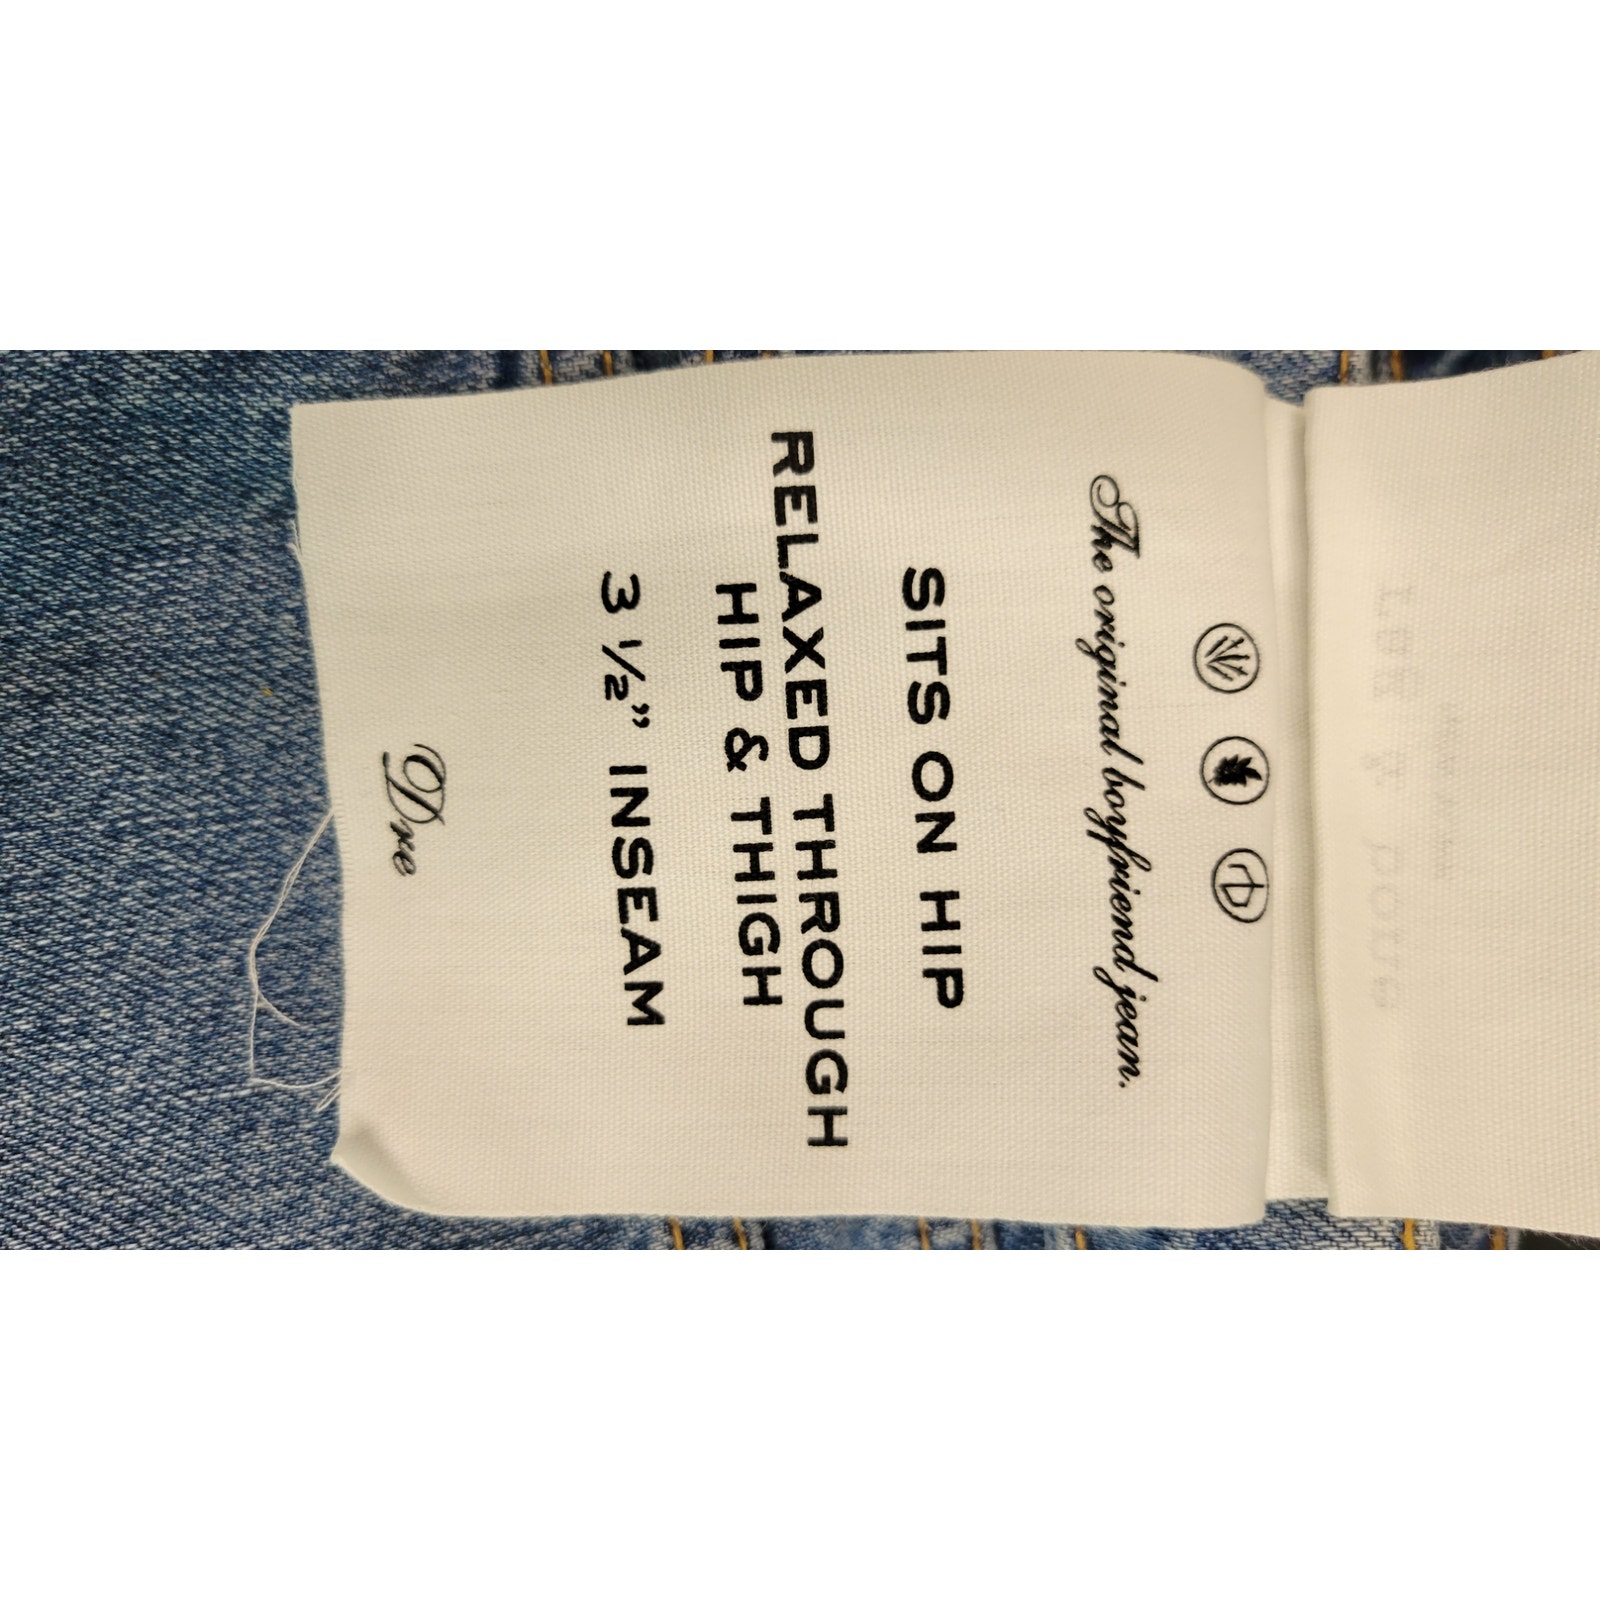 The original boyfriend jean.
SITS ON HIP
RELAXED THROUGH
HIP & THIGH
3 ½” INSEAM
Dre